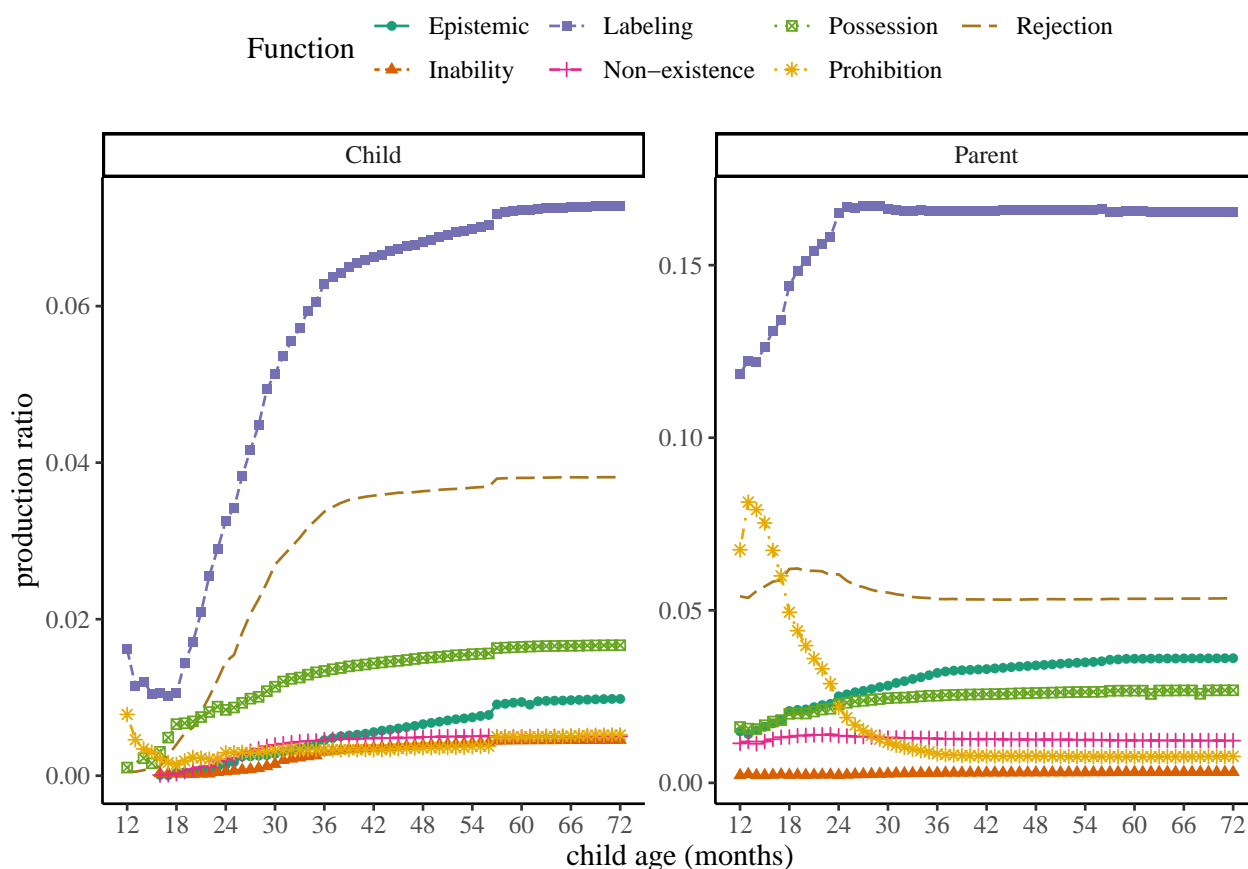 Function
Epistemic Labeling Possession Rejection
Inability Non−existence Prohibition
Child
Parent
production ratio
0.06
0.04
0.02
0.00
0.15
0.10
0.05
0.00
12 18 24 30 36 42 48 54 60 66 72
12 18 24 30 36 42 48 54 60 66 72
child age (months)